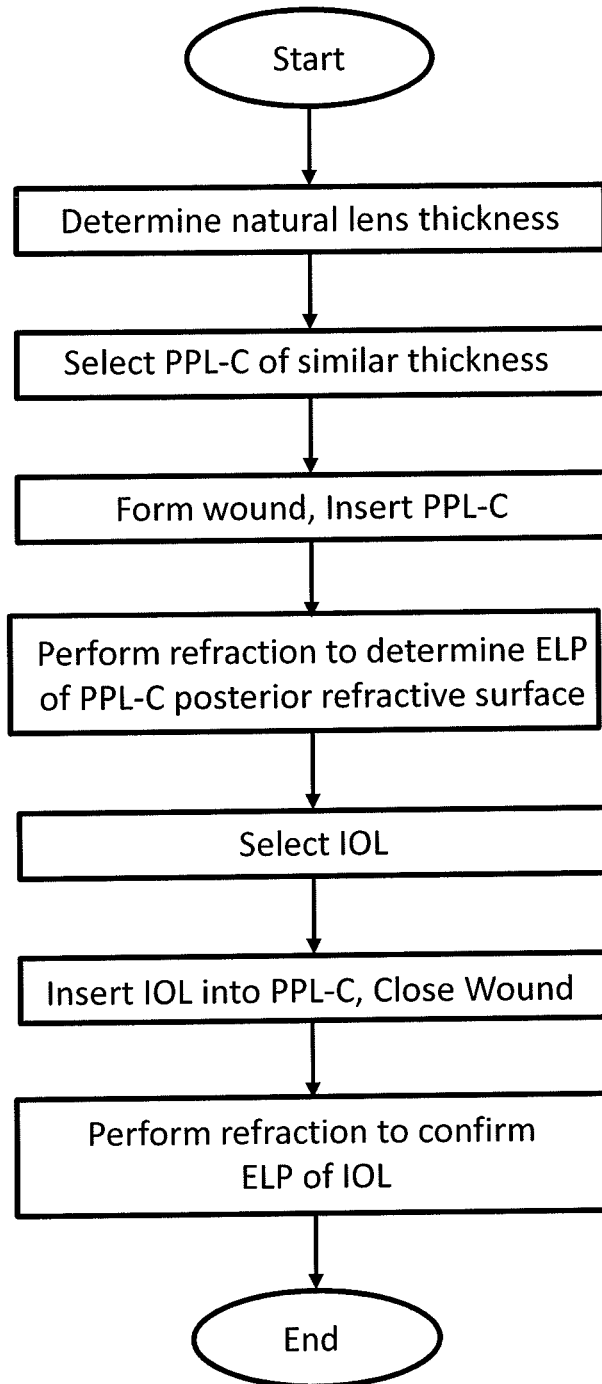 Start
Determine natural lens thickness
Select PPL-C of similar thickness
Form wound, Insert PPL-C
Perform refraction to determine ELP
of PPL-C posterior refractive surface
Select IOL
Insert IOL into PPL-C, Close Wound
Perform refraction to confirm
ELP of IOL
End